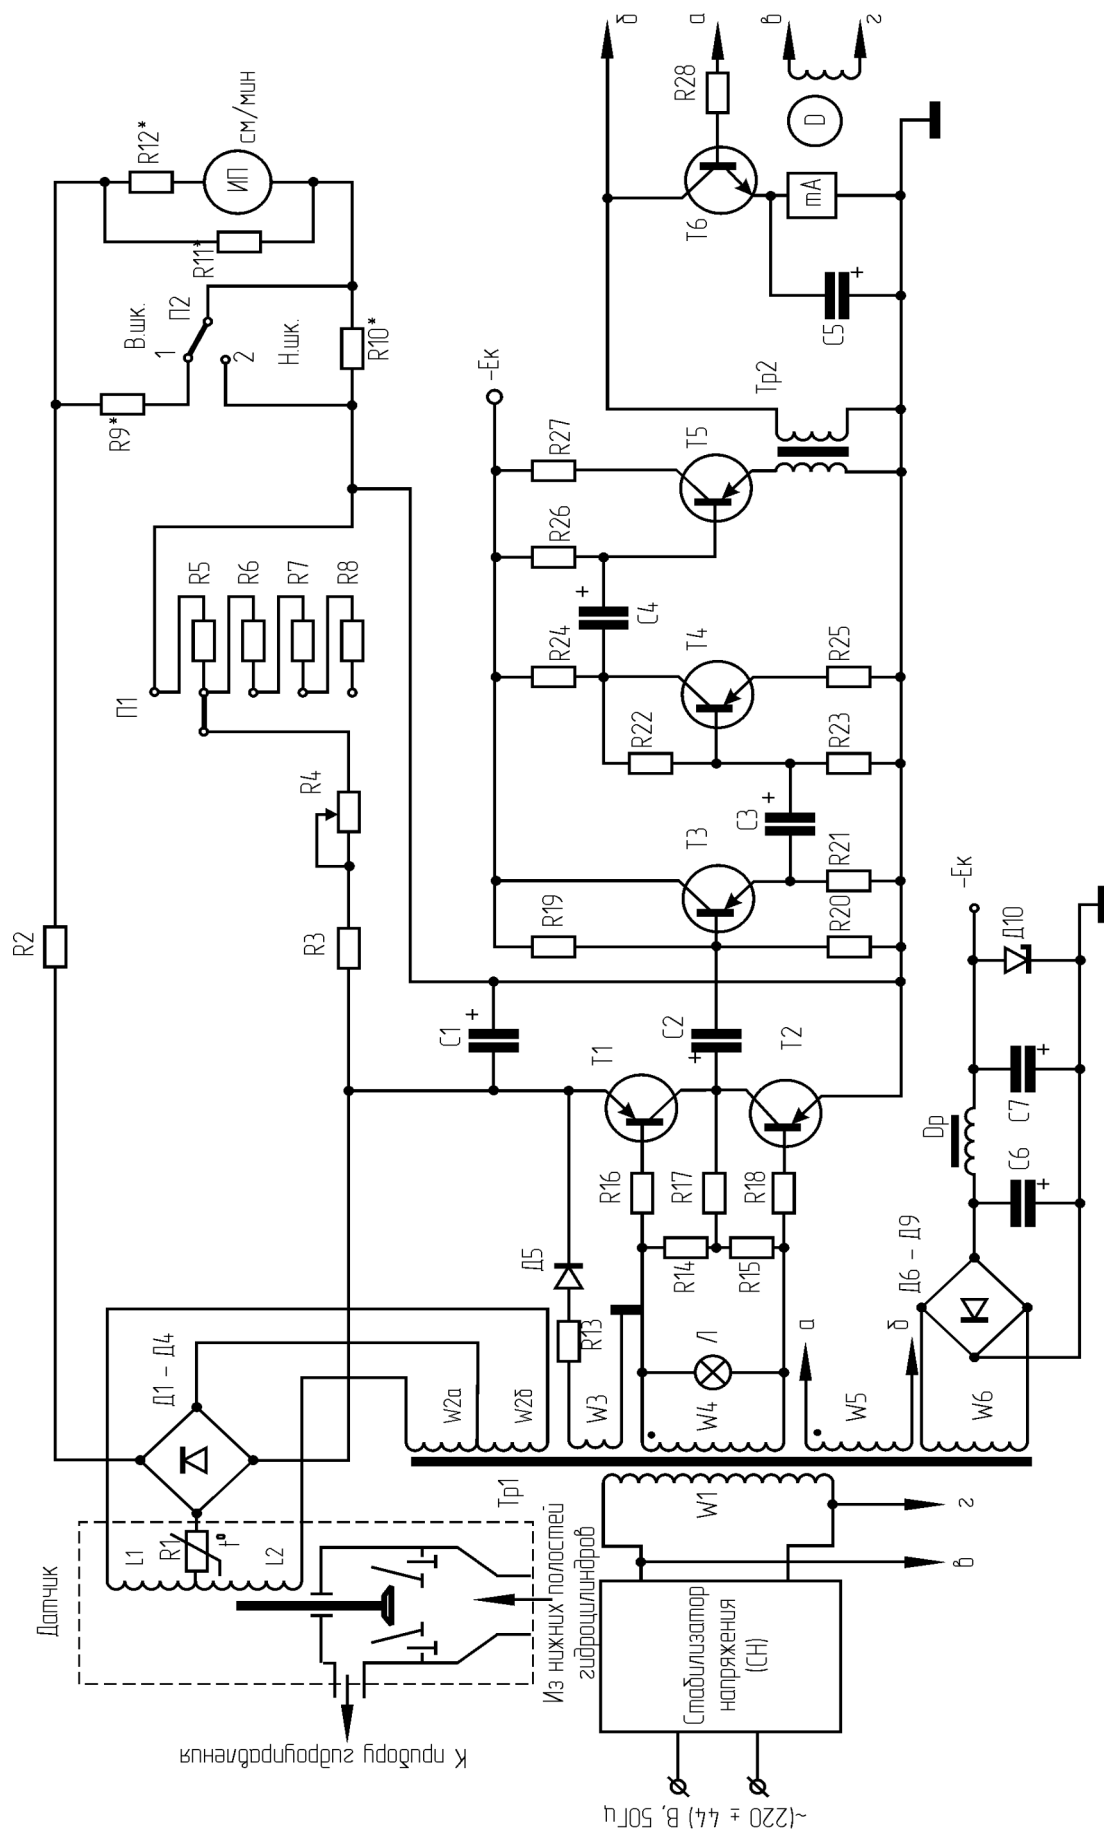 Датчик
К прибору гидроуправления
Из нижних полостей
гидроцилиндров
~(220 ± 44) В, 50Гц
Стабилизатор
напряжения
(СН)
L1
L2
R1
t°
Д1 – Д4
R2
R3
R4
П1
R5
R6
R7
R8
R9*
В.шк.
1
П2
2
Н.шк.
R10*
R11*
R12*
ИП
см/мин
W2а
W2б
Тр1
W1
W3
W4
W5
W6
в
г
а
б
Л
R13
Д5
R14
R15
R16
R17
R18
C1
+
T1
T2
C2
+
R19
R20
T3
R21
C3
+
R22
R23
R24
T4
R25
C4
+
R26
R27
–Ек
T5
Тр2
T6
R28
C5
+
mA
D
б
а
в
г
Д6 – Д9
C6
+
Др
C7
+
Д10
–Ек